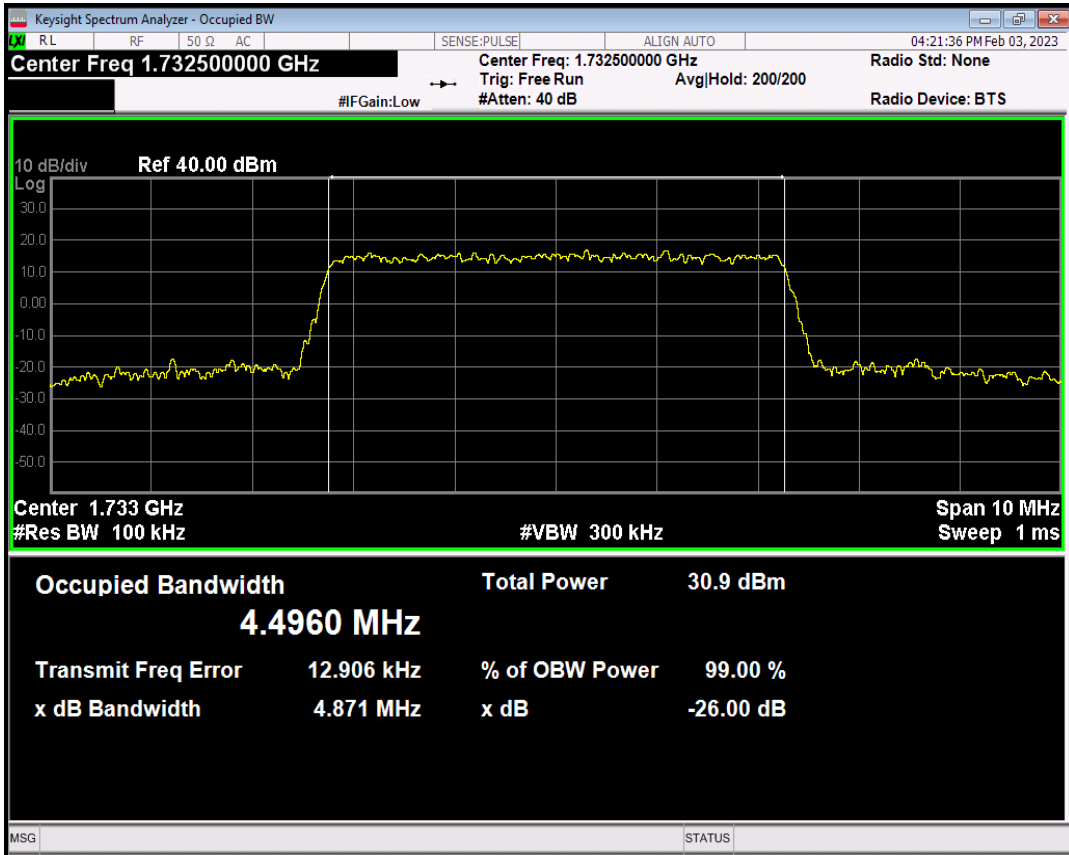 Keysight Spectrum Analyzer - Occupied BW
LXI RL RF 50 Ω AC SENSE:PULSE ALIGN AUTO 04:21:36 PM Feb 03, 2023
Center Freq 1.732500000 GHz
Center Freq: 1.732500000 GHz
Radio Std: None
Trig: Free Run Avg|Hold: 200/200
#IFGain:Low #Atten: 40 dB Radio Device: BTS
10 dB/div Ref 40.00 dBm
Log
30.0
20.0
10.0
0.00
-10.0
-20.0
-30.0
-40.0
-50.0
Center 1.733 GHz Span 10 MHz
#Res BW 100 kHz #VBW 300 kHz Sweep 1 ms
Occupied Bandwidth Total Power 30.9 dBm
4.4960 MHz
Transmit Freq Error 12.906 kHz % of OBW Power 99.00 %
x dB Bandwidth 4.871 MHz x dB -26.00 dB
MSG STATUS